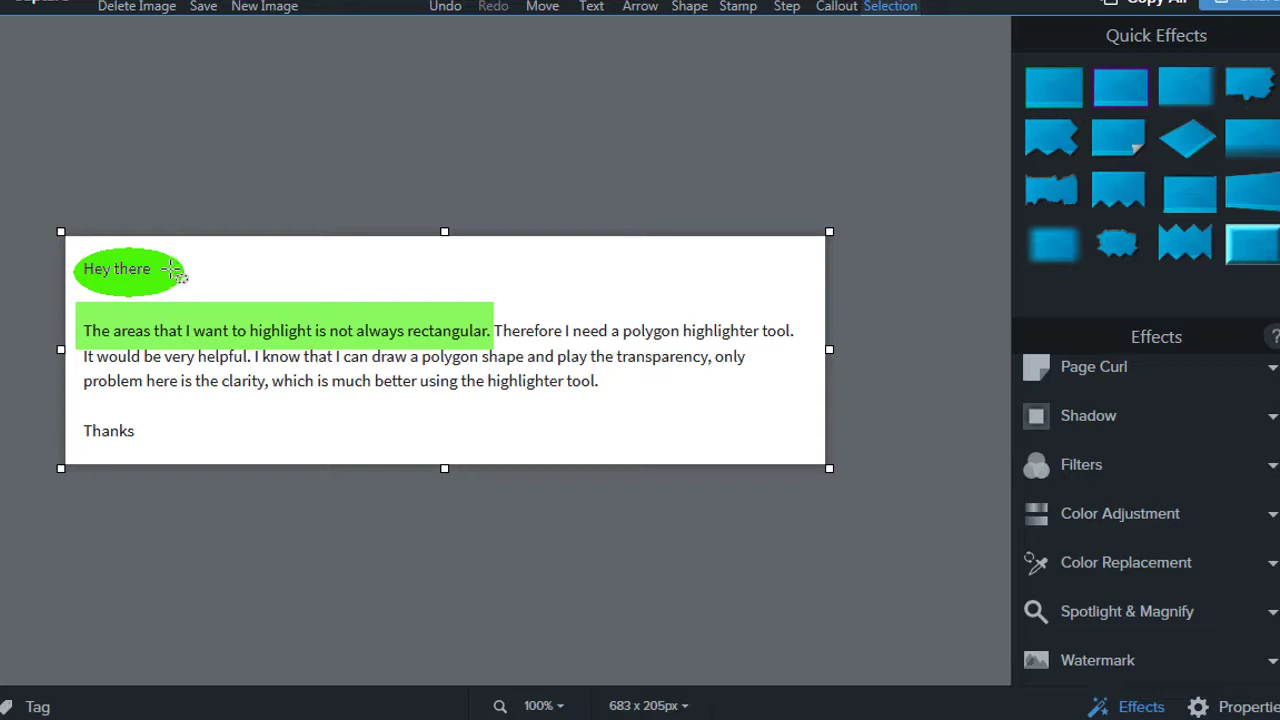 Delete Image Save New Image Undo Redo Move Text Arrow Shape Stamp Step Callout Selection
Quick Effects
Hey there
The areas that I want to highlight is not always rectangular. Therefore I need a polygon highlighter tool.
It would be very helpful. I know that I can draw a polygon shape and play the transparency, only
problem here is the clarity, which is much better using the highlighter tool.
Thanks
Effects
?
Page Curl
Shadow
Filters
Color Adjustment
Color Replacement
Spotlight & Magnify
Watermark
Tag 100% 683 x 205px Effects